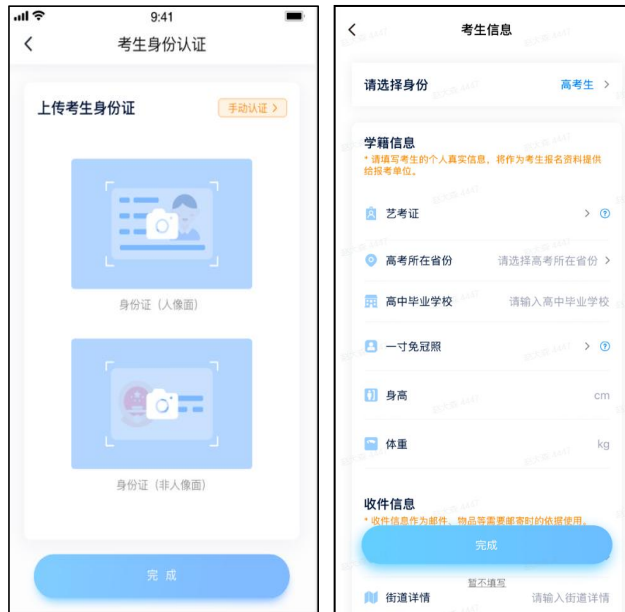 9:41
考生身份认证
上传考生身份证
手动认证 >
身份证（人像面）
身份证（非人像面）
完 成
考生信息
请选择身份
高考生 >
学籍信息
* 请填写考生的个人真实信息，将作为考生报名资料提供
给报考单位。
艺考证
高考所在省份
请选择高考所在省份 >
高中毕业学校
请输入高中毕业学校
一寸免冠照
身高
cm
体重
kg
收件信息
* 收件信息作为邮件、物品等需要邮寄时的依据使用。
完成
暂不填写
街道详情
请输入街道详情